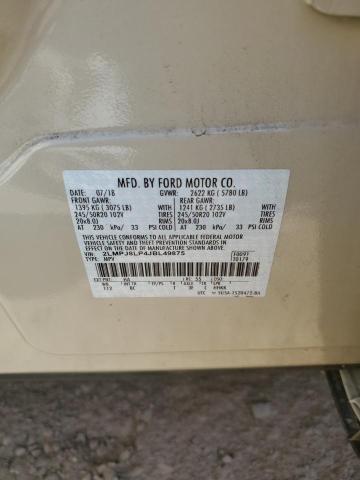 MFD. BY FORD MOTOR CO.
DATE: 07/18 GVWR: 2622 KG ( 5780 LB)
FRONT GAWR: REAR GAWR:
1395 KG (3075 LB) 1241 KG (2735 LB)
245/50R20 102V TIRES 245/50R20 102V TIRES
20x8.0J RIMS 20x8.0J RIMS
AT 230 kPa/ 33 PSI COLD AT 230 kPa/ 33 PSI COLD
THIS VEHICLE CONFORMS TO ALL APPLICABLE FEDERAL MOTOR
VEHICLE SAFETY AND THEFT PREVENTION STANDARDS IN
EFFECT ON THE DATE OF MANUFACTURE SHOWN ABOVE.
VIN: 2LMPJ8LP4JBL49875
TYPE: MPV
EXT PNT: